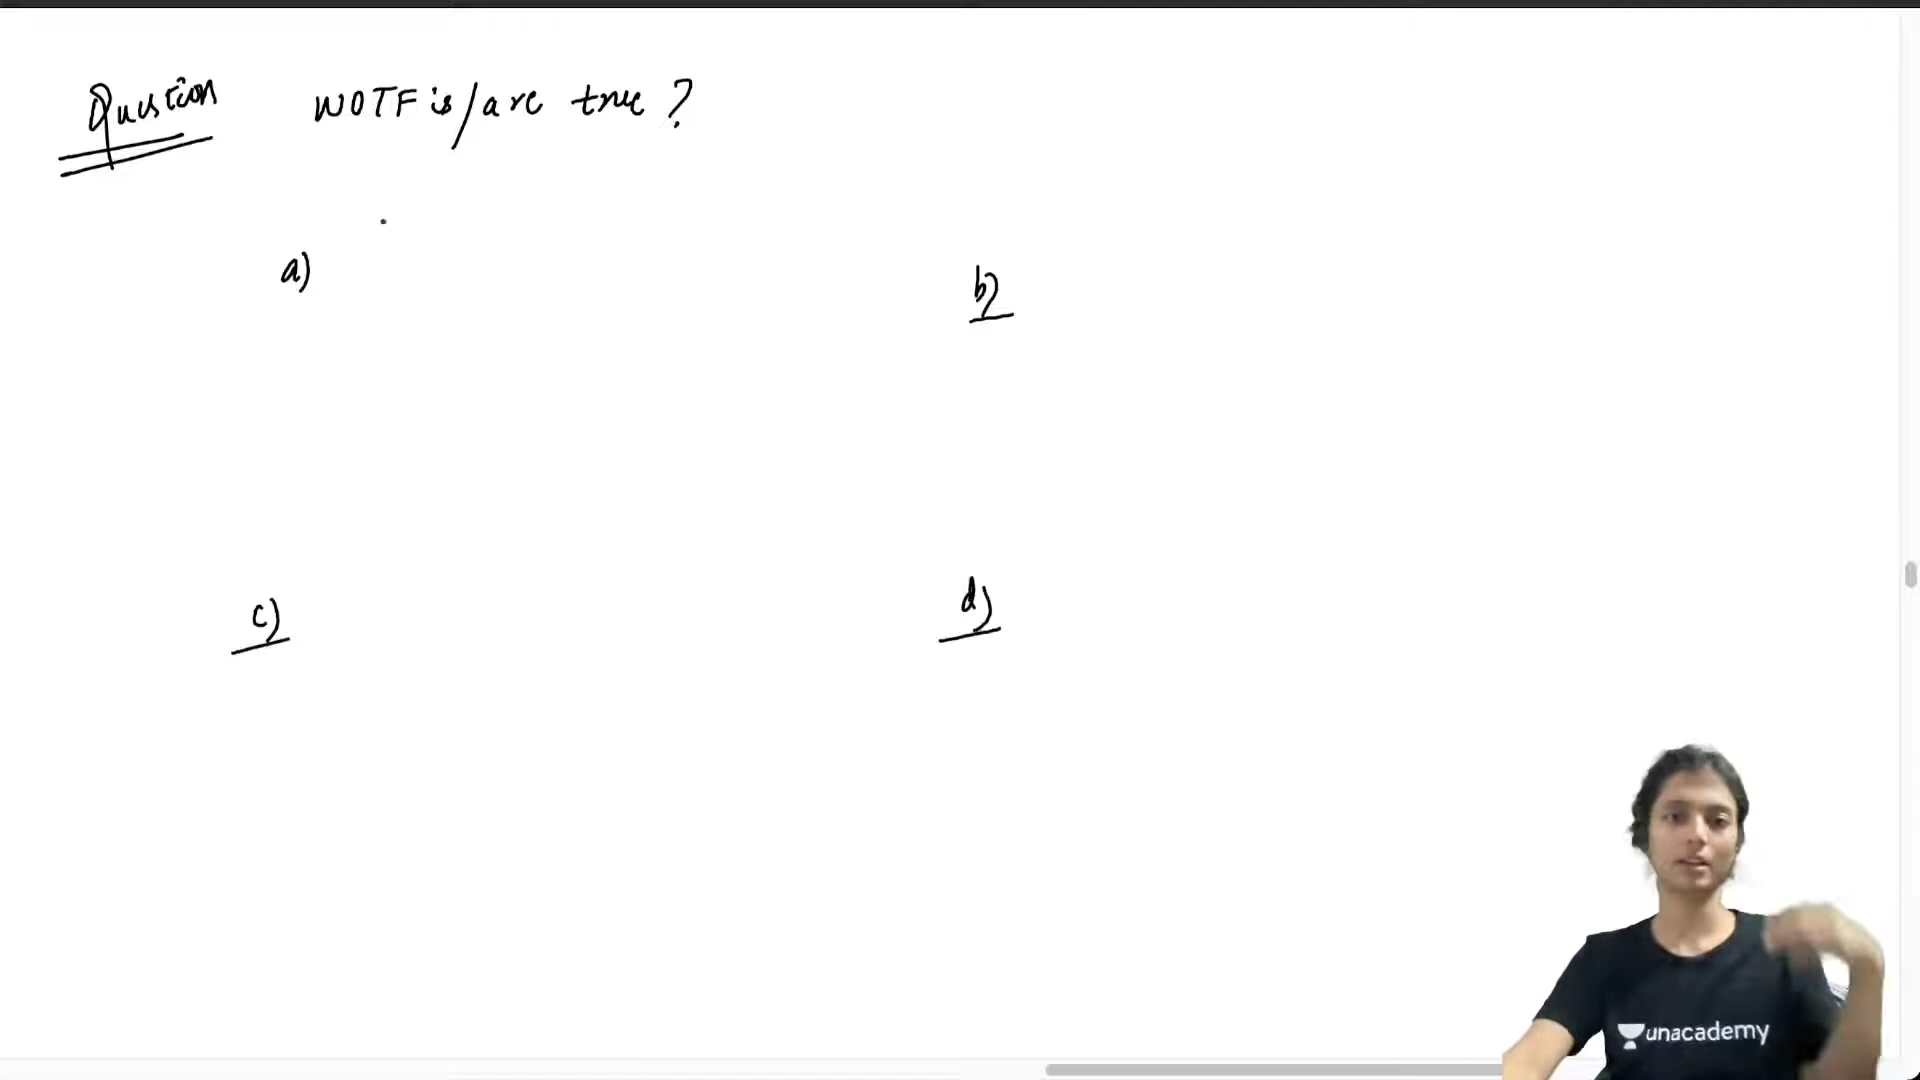 Question WOTF is/are true?
a)
b)
c)
d)
unacademy